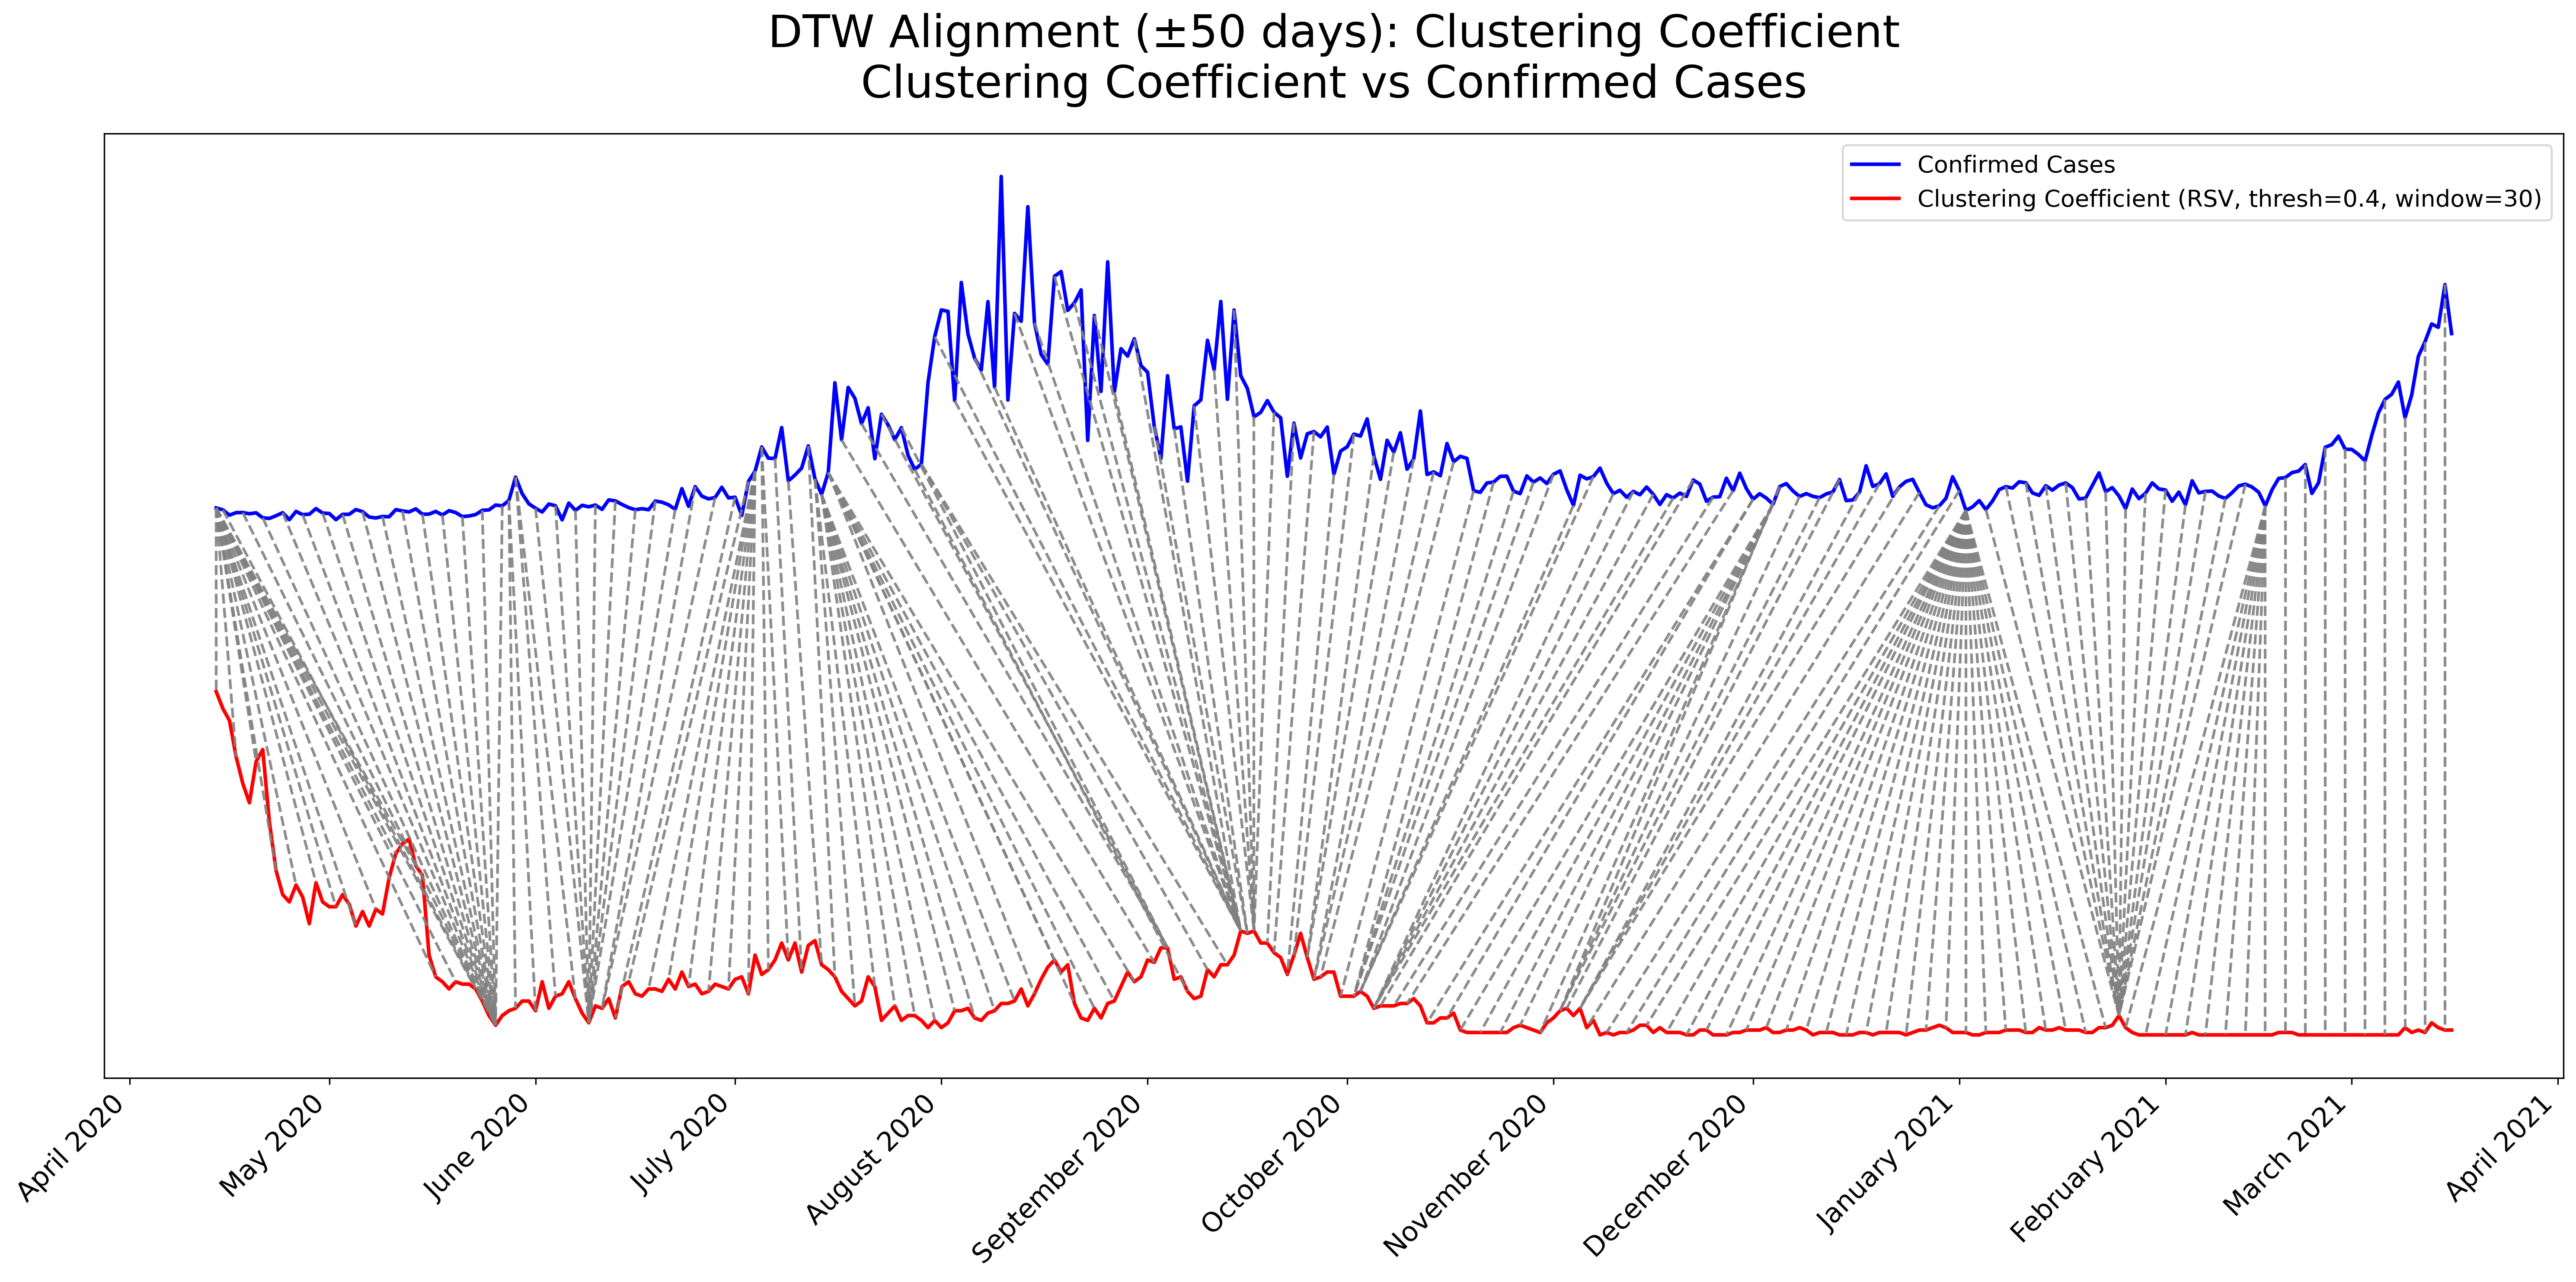 DTW Alignment (±50 days): Clustering Coefficient
Clustering Coefficient vs Confirmed Cases
Confirmed Cases
Clustering Coefficient (RSV, thresh=0.4, window=30)
April 2020
May 2020
June 2020
July 2020
August 2020
September 2020
October 2020
November 2020
December 2020
January 2021
February 2021
March 2021
April 2021